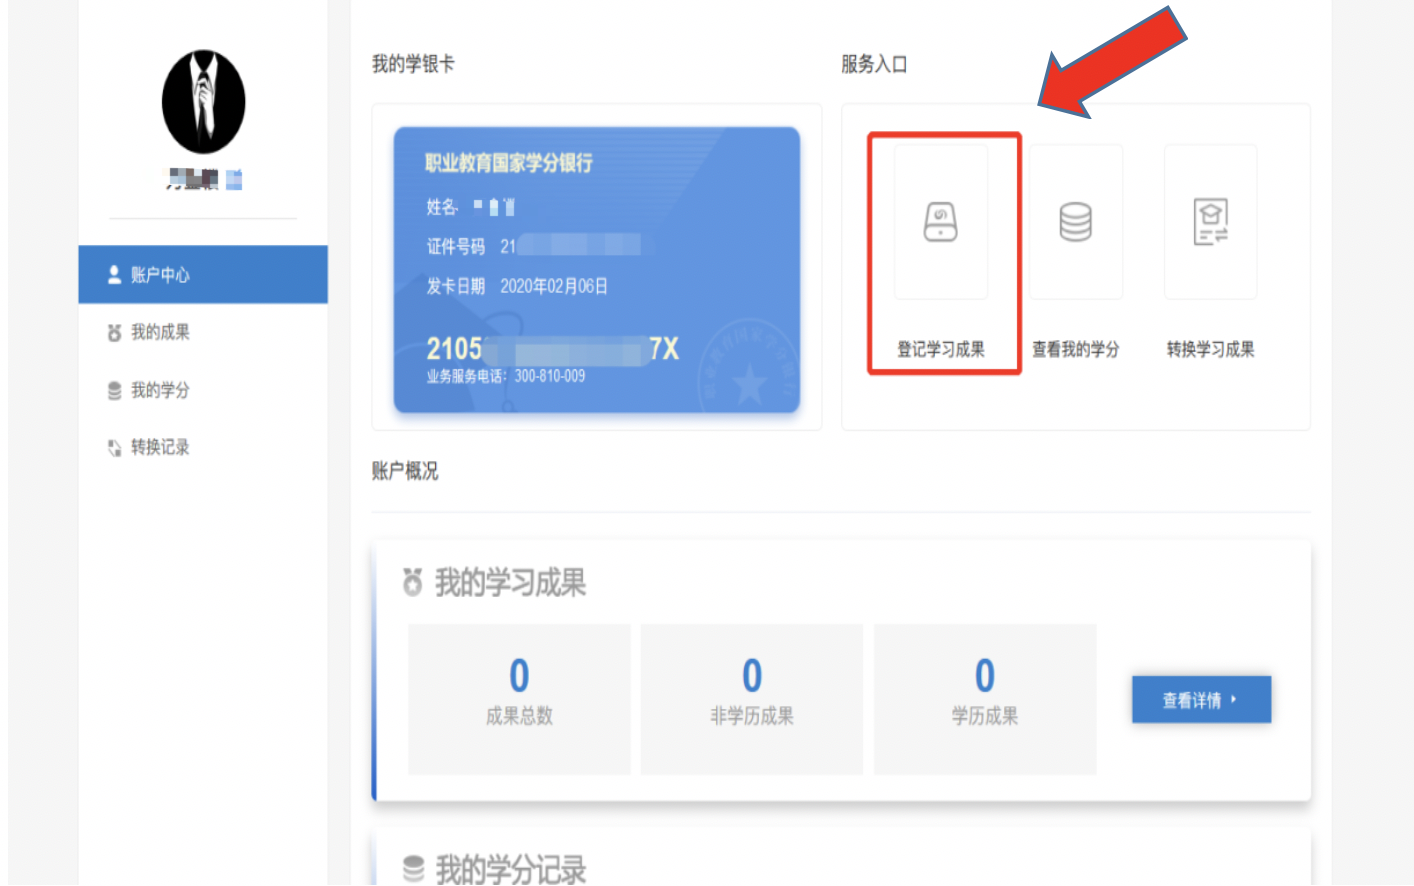 我的学银卡
服务入口
职业教育国家学分银行
姓名
证件号码 21
发卡日期 2020年02月06日
2105 7X
业务服务电话：300-810-009
登记学习成果
查看我的学分
转换学习成果
账户中心
我的成果
我的学分
转换记录
账户概况
我的学习成果
0
成果总数
0
非学历成果
0
学历成果
查看详情
我的学分记录